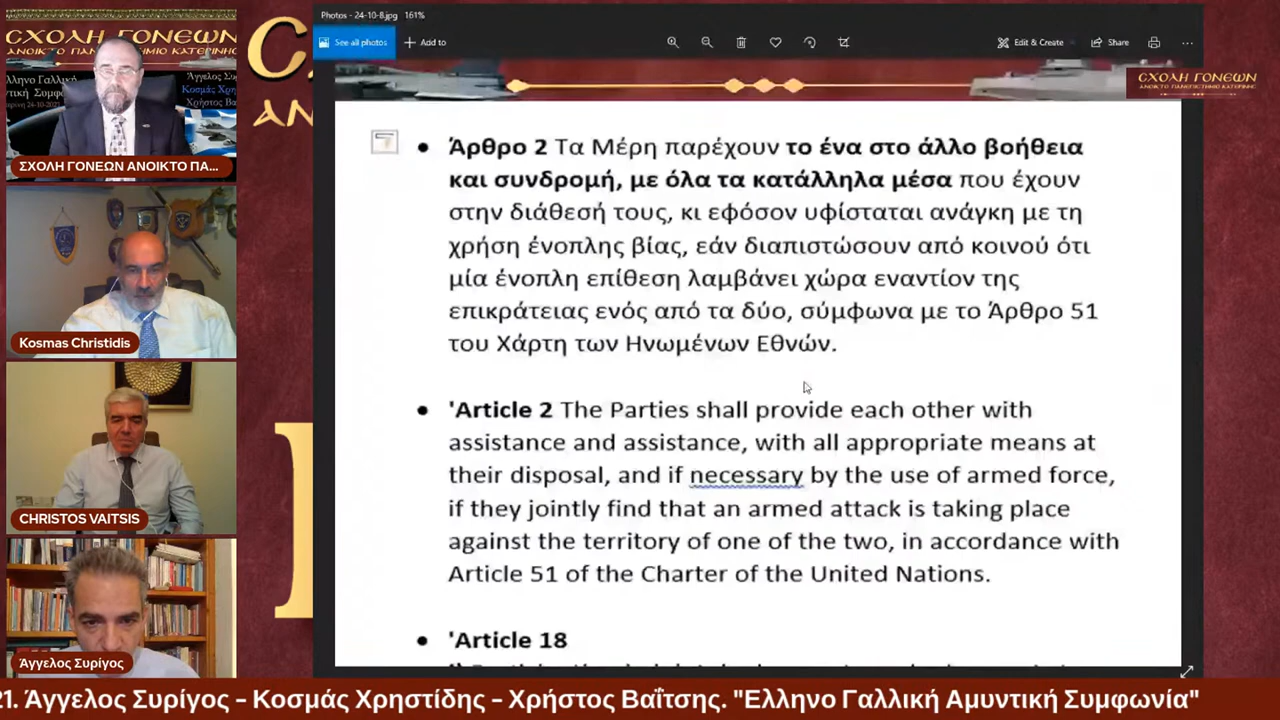 ΣΧΟΛΗ ΓΟΝΕΩΝ
ΑΝΟΙΚΤΟ ΠΑΝΕΠΙΣΤΗΜΙΟ ΚΑΤΕΡΙΝΗΣ
ΣΧΟΛΗ ΓΟΝΕΩΝ ΑΝΟΙΚΤΟ ΠΑ...
Kosmas Christidis
CHRISTOS VAITSIS
Άγγελος Συρίγος
Photos - 24-10-8.jpg 161%
See all photos
Add to
Edit & Create
Share
ΣΧΟΛΗ ΓΟΝΕΩΝ
ΑΝΟΙΚΤΟ ΠΑΝΕΠΙΣΤΗΜΙΟ ΚΑΤΕΡΙΝΗΣ
• Άρθρο 2 Τα Μέρη παρέχουν το ένα στο άλλο βοήθεια
και συνδρομή, με όλα τα κατάλληλα μέσα που έχουν
στην διάθεσή τους, κι εφόσον υφίσταται ανάγκη με τη
χρήση ένοπλης βίας, εάν διαπιστώσουν από κοινού ότι
μία ένοπλη επίθεση λαμβάνει χώρα εναντίον της
επικράτειας ενός από τα δύο, σύμφωνα με το Άρθρο 51
του Χάρτη των Ηνωμένων Εθνών.
• 'Article 2 The Parties shall provide each other with
assistance and assistance, with all appropriate means at
their disposal, and if necessary by the use of armed force,
if they jointly find that an armed attack is taking place
against the territory of one of the two, in accordance with
Article 51 of the Charter of the United Nations.
• 'Article 18
21. Άγγελος Συρίγος – Κοσμάς Χρηστίδης – Χρήστος Βαΐτσης. "Ελληνο Γαλλική Αμυντική Συμφωνία"